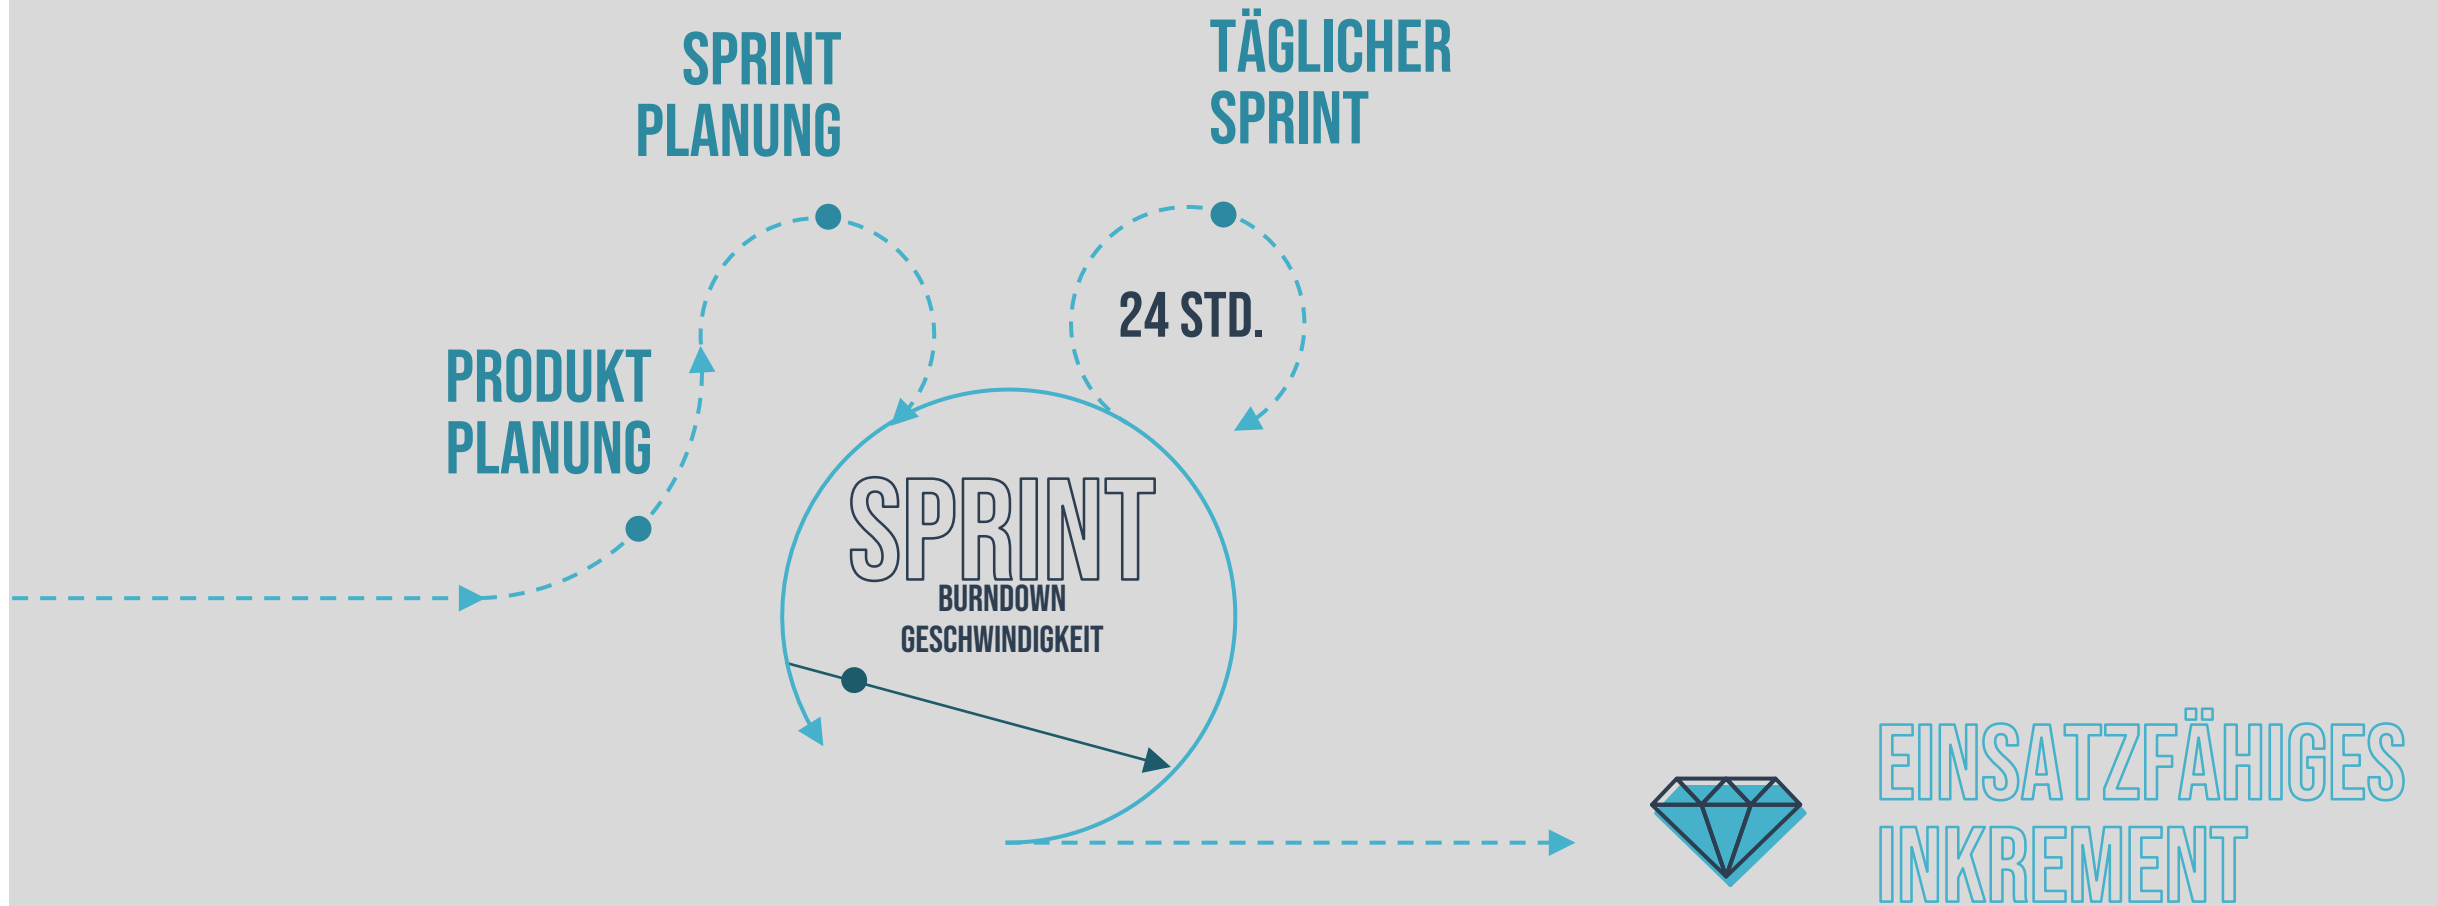 SPRINT
PLANUNG
TÄGLICHER
SPRINT
24 STD.
PRODUKT
PLANUNG
SPRINT
BURNDOWN
GESCHWINDIGKEIT
EINSATZFÄHIGES
INKREMENT